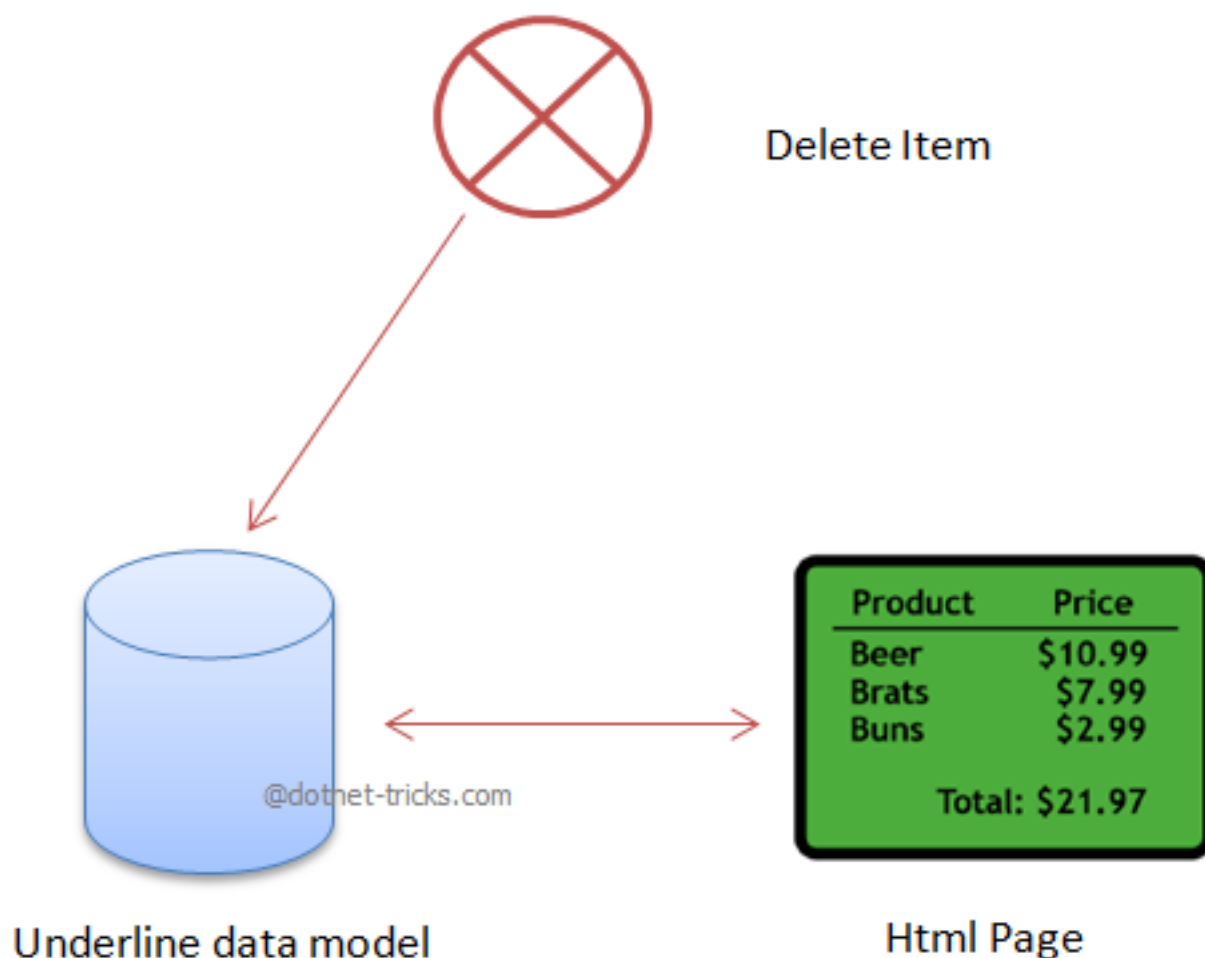 Delete Item
Product Price
Beer $10.99
Brats $7.99
Buns $2.99
Total: $21.97
@dotnet-tricks.com
Underline data model
Html Page